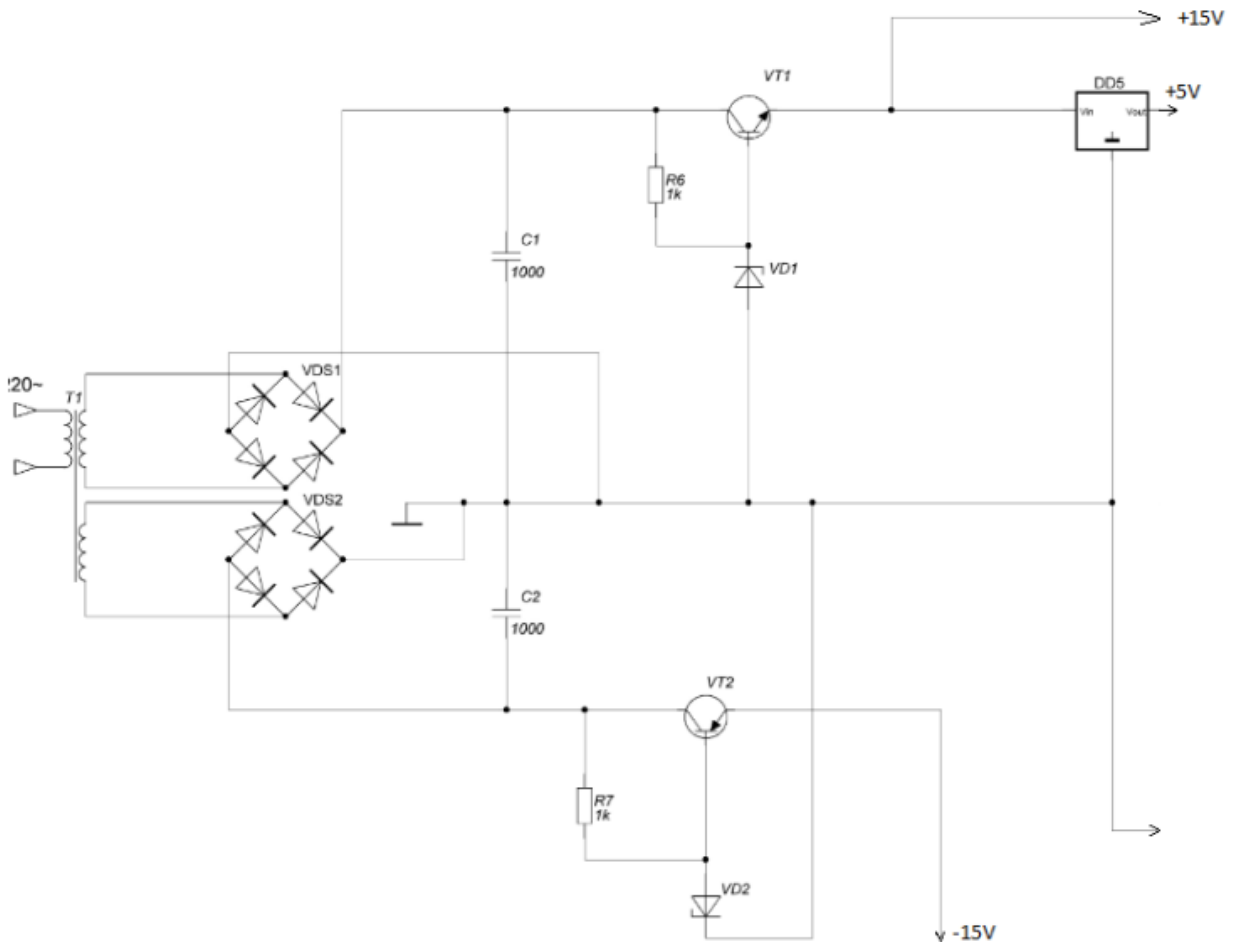 +15V
VT1
DD5
+5V
Vin
Vout
R6
1k
C1
1000
VD1
VDS1
:20~
T1
VDS2
C2
1000
VT2
R7
1k
VD2
-15V